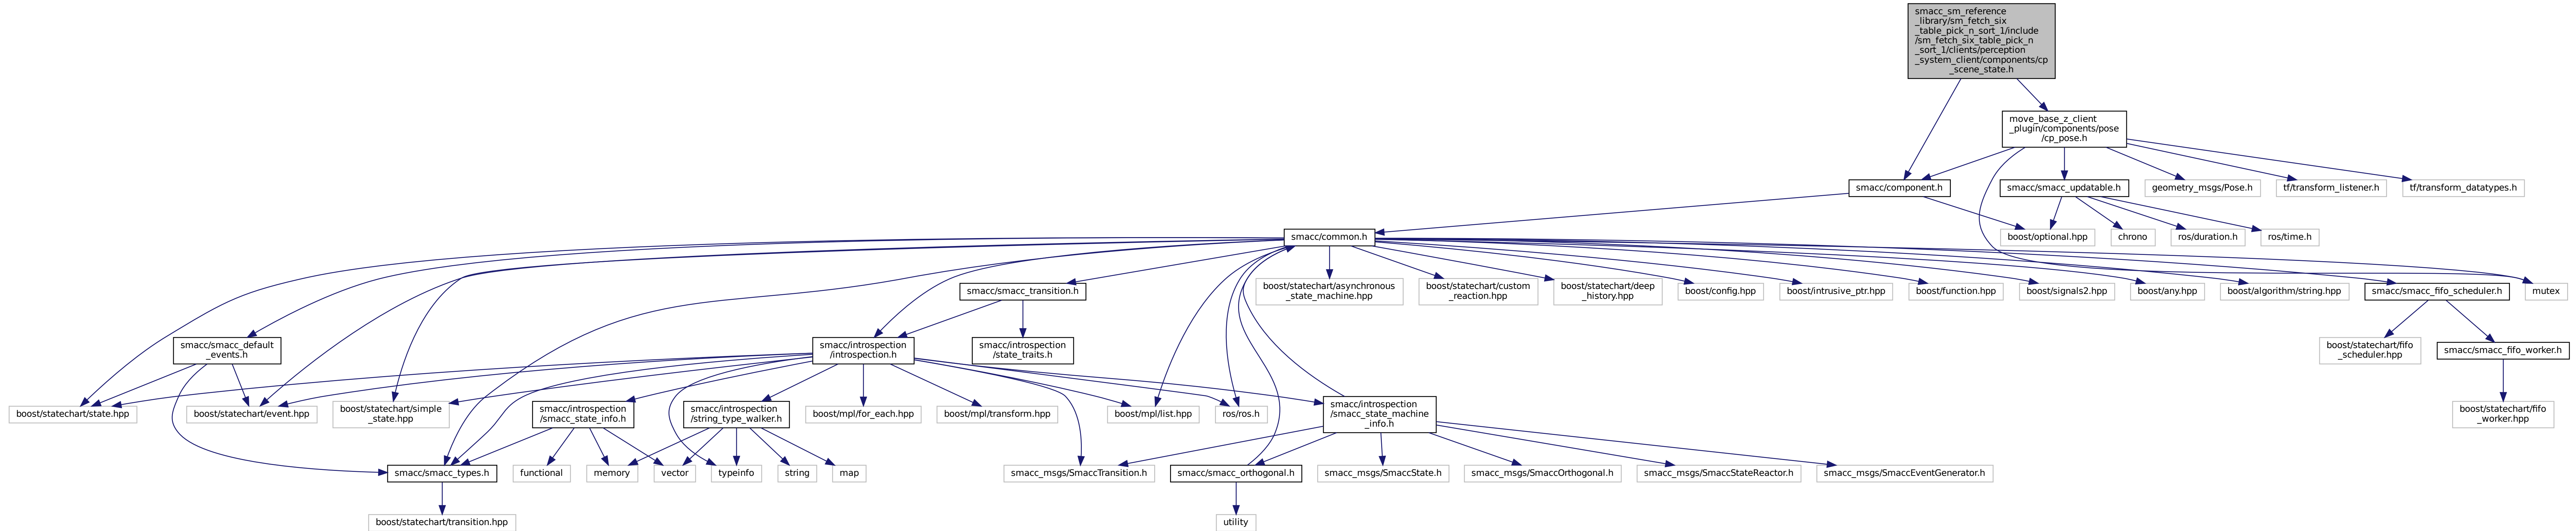 smacc_sm_reference
_library/sm_fetch_six
_table_pick_n_sort_1/include
/sm_fetch_six_table_pick_n
_sort_1/clients/perception
_system_client/components/cp
_scene_state.h
move_base_z_client
_plugin/components/pose
/cp_pose.h
smacc/component.h
smacc/smacc_updatable.h
geometry_msgs/Pose.h
tf/transform_listener.h
tf/transform_datatypes.h
smacc/common.h
boost/optional.hpp
chrono
ros/duration.h
ros/time.h
smacc/smacc_transition.h
boost/statechart/asynchronous
_state_machine.hpp
boost/statechart/custom
_reaction.hpp
boost/statechart/deep
_history.hpp
boost/config.hpp
boost/intrusive_ptr.hpp
boost/function.hpp
boost/signals2.hpp
boost/any.hpp
boost/algorithm/string.hpp
smacc/smacc_fifo_scheduler.h
mutex
smacc/smacc_default
_events.h
smacc/introspection
/introspection.h
smacc/introspection
/state_traits.h
boost/statechart/fifo
_scheduler.hpp
smacc/smacc_fifo_worker.h
boost/statechart/state.hpp
boost/statechart/event.hpp
boost/statechart/simple
_state.hpp
smacc/introspection
/smacc_state_info.h
smacc/introspection
/string_type_walker.h
boost/mpl/for_each.hpp
boost/mpl/transform.hpp
boost/mpl/list.hpp
ros/ros.h
smacc/introspection
/smacc_state_machine
_info.h
boost/statechart/fifo
_worker.hpp
smacc/smacc_types.h
functional
memory
vector
typeinfo
string
map
smacc_msgs/SmaccTransition.h
smacc/smacc_orthogonal.h
smacc_msgs/SmaccState.h
smacc_msgs/SmaccOrthogonal.h
smacc_msgs/SmaccStateReactor.h
smacc_msgs/SmaccEventGenerator.h
boost/statechart/transition.hpp
utility